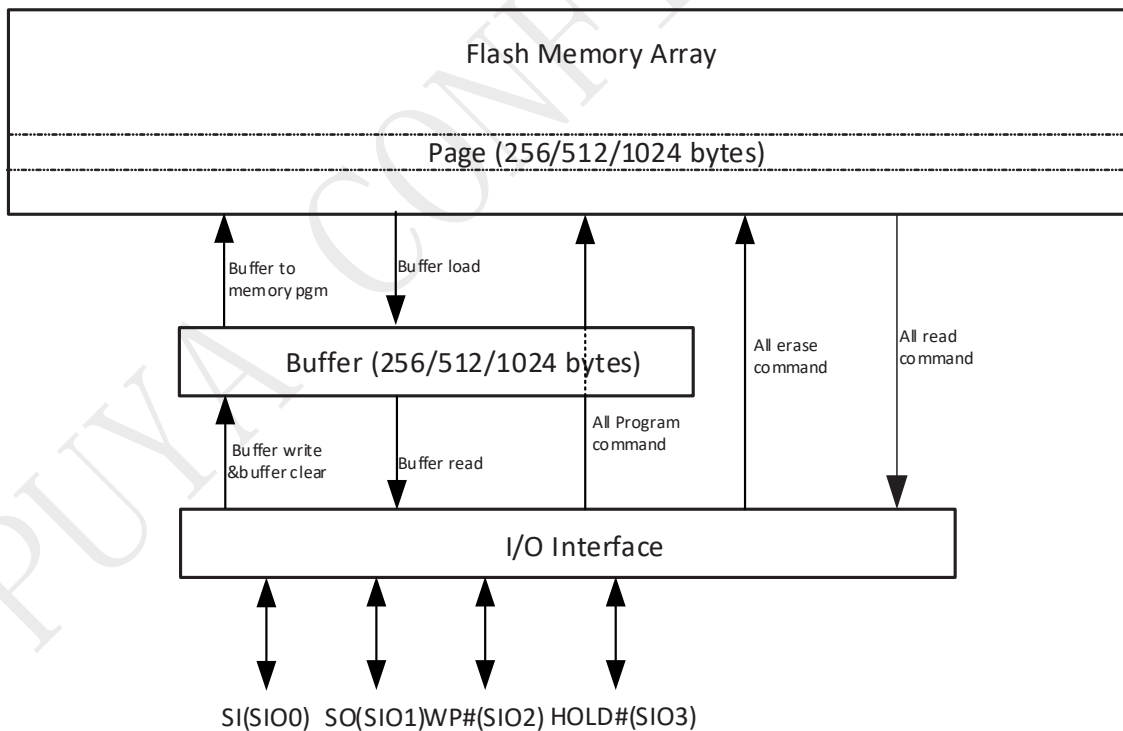 Flash Memory Array
Page (256/512/1024 bytes)
Buffer to
memory pgm
Buffer load
Buffer (256/512/1024 bytes)
All erase
command
All read
command
Buffer write
&buffer clear
Buffer read
All Program
command
I/O Interface
SI(SIO0) SO(SIO1)WP#(SIO2) HOLD#(SIO3)
PUYA CONF